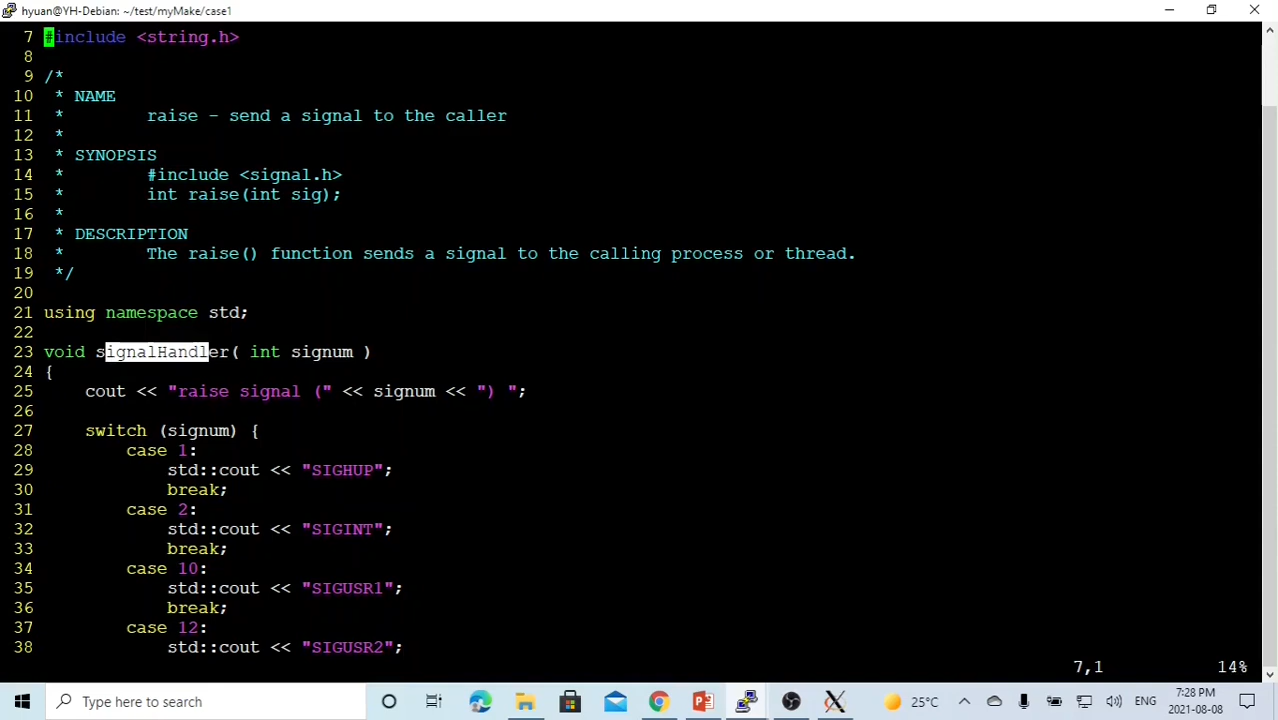 hyuan@YH-Debian: ~/test/myMake/case1
7 #include <string.h>
8
9 /*
10  * NAME
11  *        raise - send a signal to the caller
12  *
13  * SYNOPSIS
14  *        #include <signal.h>
15  *        int raise(int sig);
16  *
17  * DESCRIPTION
18  *        The raise() function sends a signal to the calling process or thread.
19  */
20
21 using namespace std;
22
23 void signalHandler( int signum )
24 {
25     cout << "raise signal (" << signum << ") ";
26
27     switch (signum) {
28         case 1:
29             std::cout << "SIGHUP";
30             break;
31         case 2:
32             std::cout << "SIGINT";
33             break;
34         case 10:
35             std::cout << "SIGUSR1";
36             break;
37         case 12:
38             std::cout << "SIGUSR2";
7,1 14%
Type here to search
25°C
ENG
7:28 PM
2021-08-08